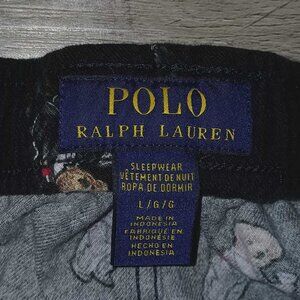 POLO
RALPH LAUREN
SLEEPWEAR
VÊTEMENT DE NUIT
ROPA DE DORMIR
L/G/G
MADE IN
INDONESIA
FABRIQUÉ EN
INDONÉSIE
HECHO EN
INDONESIA